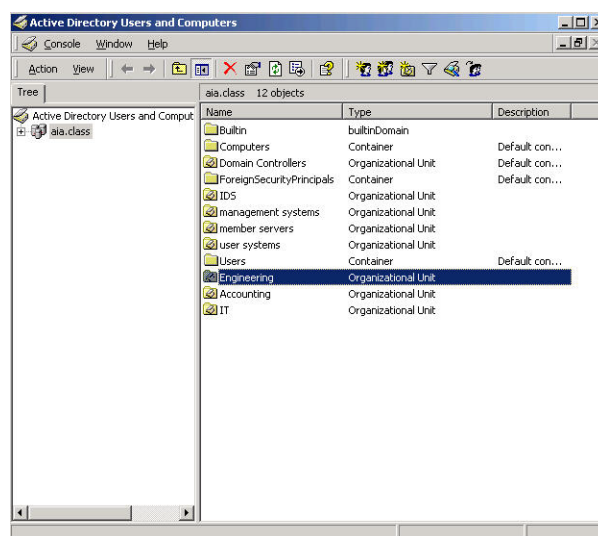 Active Directory Users and Computers
Console Window Help
Action View
Tree
aia.class 12 objects
Active Directory Users and Comput
aia.class
Name Type Description
Builtin builtinDomain
Computers Container Default con...
Domain Controllers Organizational Unit
ForeignSecurityPrincipals Container Default con...
IDS Organizational Unit
management systems Organizational Unit
member servers Organizational Unit
user systems Organizational Unit
Users Container Default con...
Engineering Organizational Unit
Accounting Organizational Unit
IT Organizational Unit